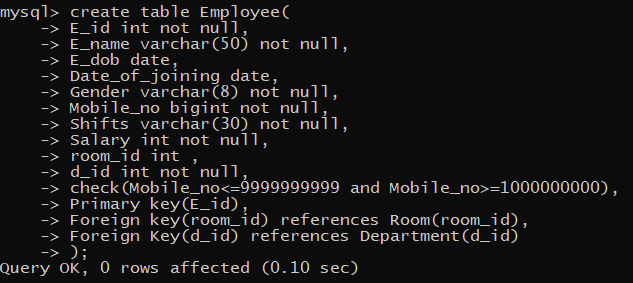 mysql> create table Employee(
    -> E_id int not null,
    -> E_name varchar(50) not null,
    -> E_dob date,
    -> Date_of_joining date,
    -> Gender varchar(8) not null,
    -> Mobile_no bigint not null,
    -> Shifts varchar(30) not null,
    -> Salary int not null,
    -> room_id int ,
    -> d_id int not null,
    -> check(Mobile_no<=9999999999 and Mobile_no>=1000000000),
    -> Primary key(E_id),
    -> Foreign key(room_id) references Room(room_id),
    -> Foreign Key(d_id) references Department(d_id)
    -> );
Query OK, 0 rows affected (0.10 sec)